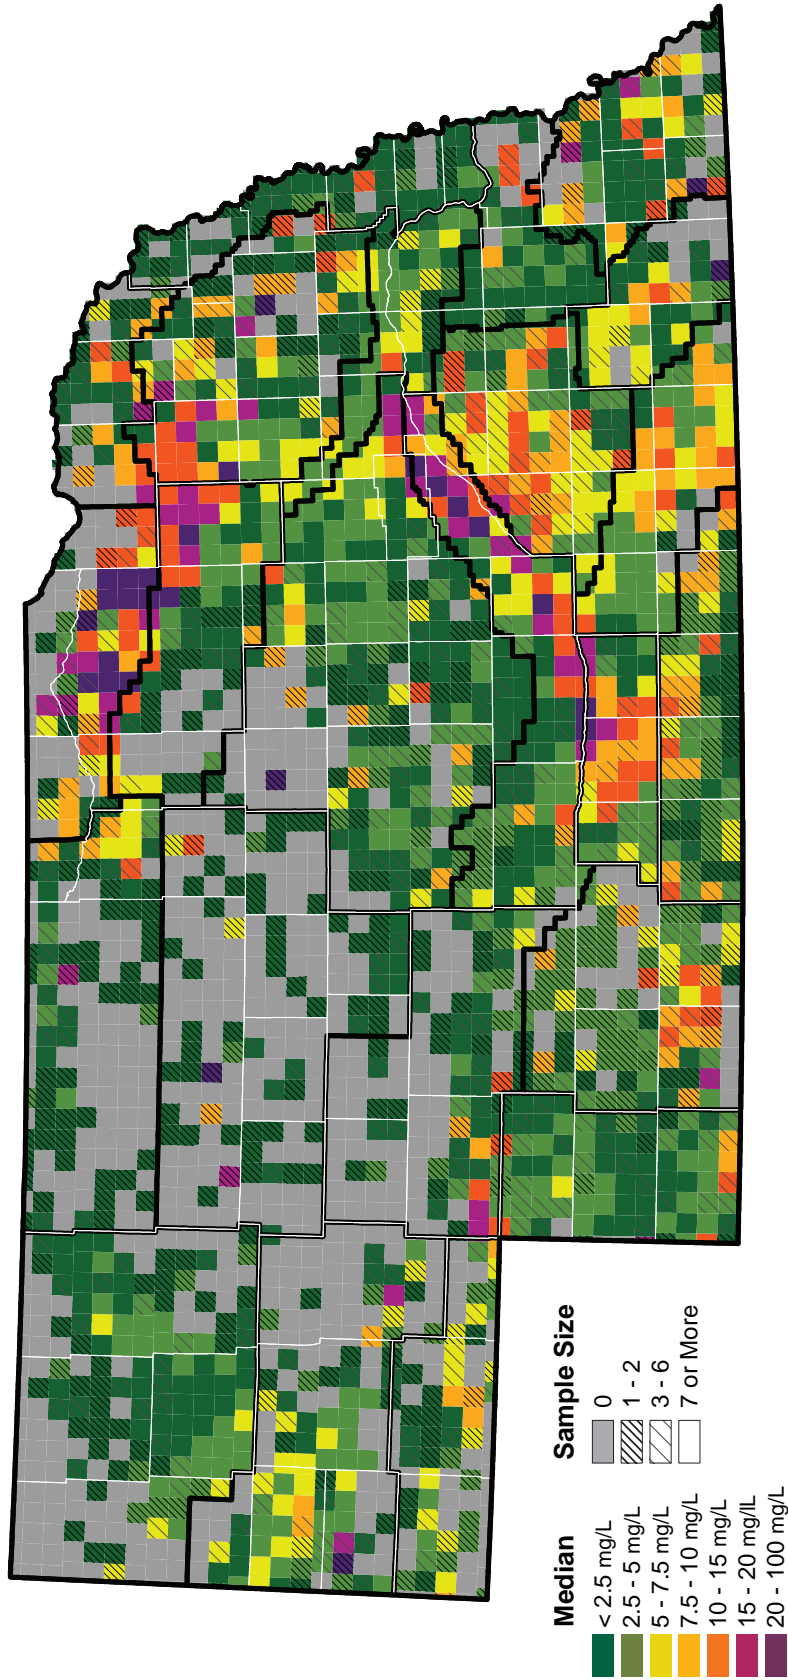 Median
< 2.5 mg/L
2.5 - 5 mg/L
5 - 7.5 mg/L
7.5 - 10 mg/L
10 - 15 mg/L
15 - 20 mg/lL
20 - 100 mg/L
Sample Size
0
1 - 2
3 - 6
7 or More